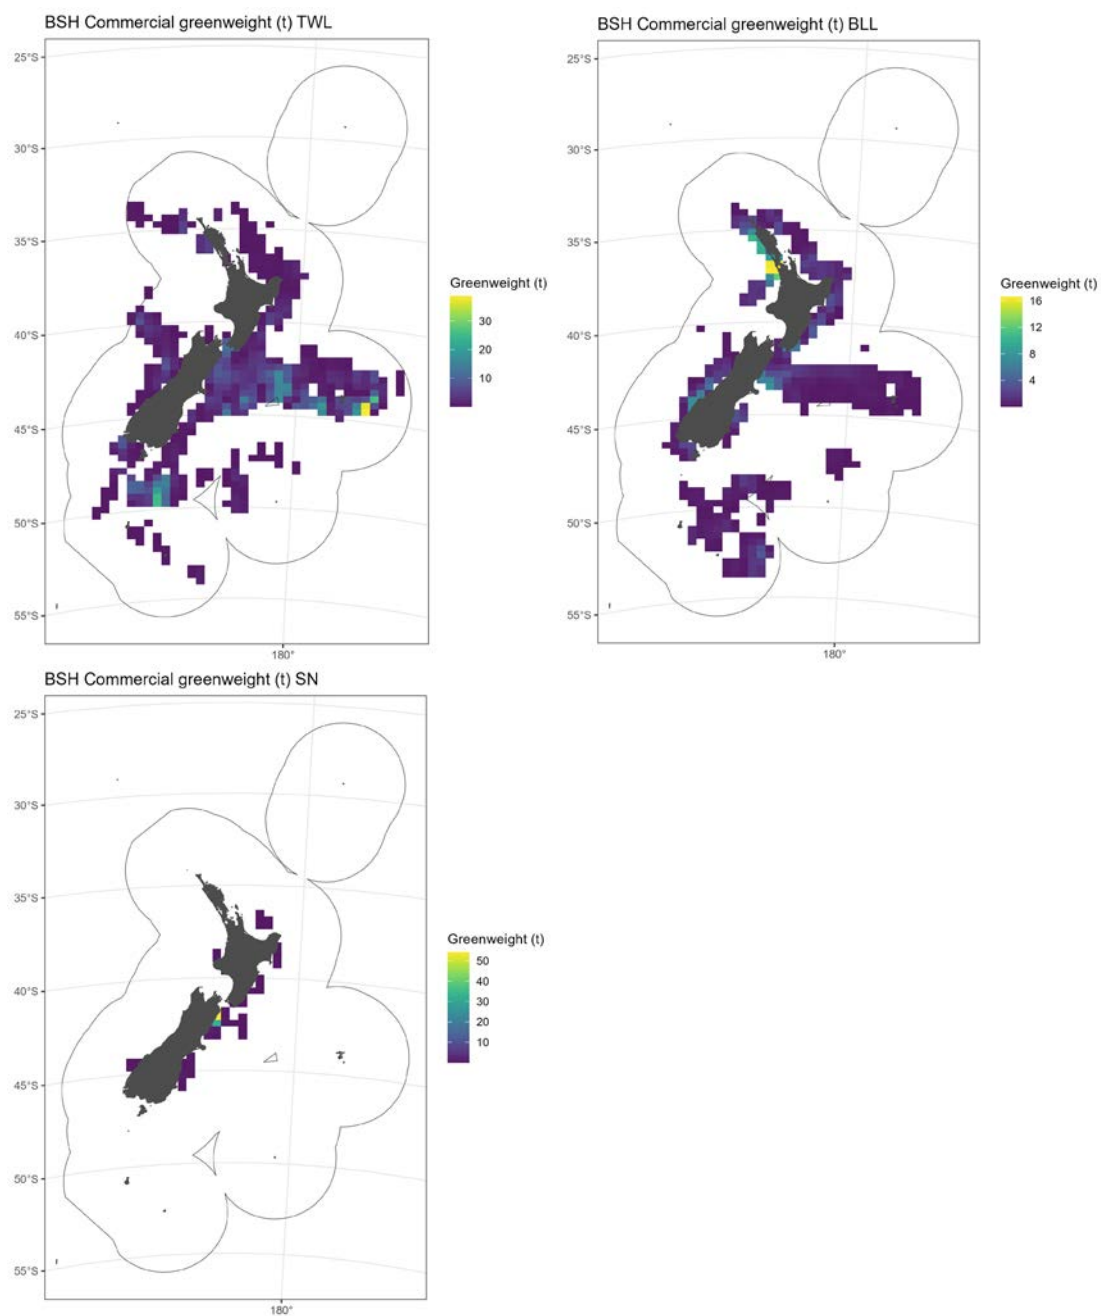 BSH Commercial greenweight (t) TWL
25°S
30°S
35°S
40°S
45°S
50°S
55°S
180°
Greenweight (t)
30
20
10
BSH Commercial greenweight (t) BLL
25°S
30°S
35°S
40°S
45°S
50°S
55°S
180°
Greenweight (t)
16
12
8
4
BSH Commercial greenweight (t) SN
25°S
30°S
35°S
40°S
45°S
50°S
55°S
180°
Greenweight (t)
50
40
30
20
10